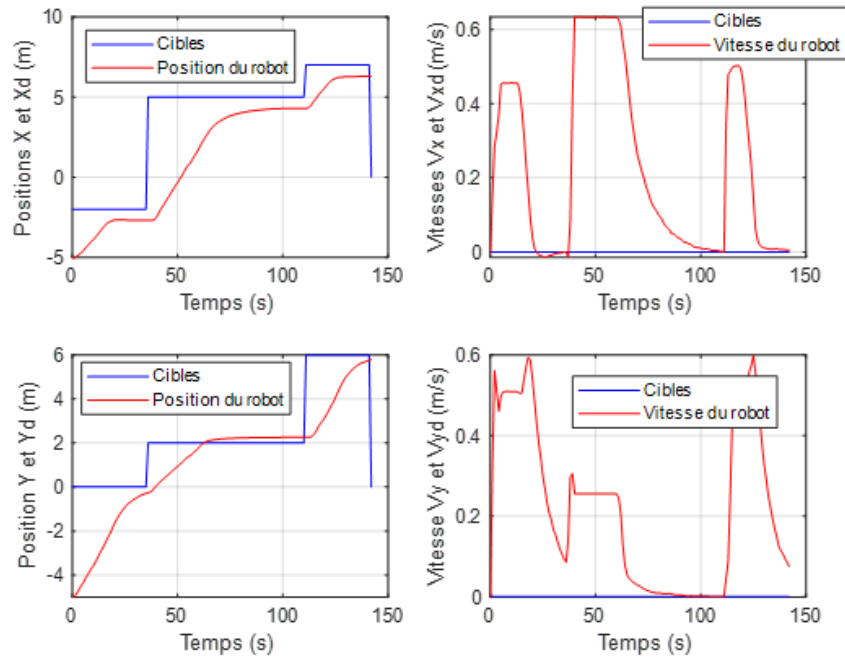 10
5
0
-5
0
50
100
150
Positions X et Xd (m)
Temps (s)
Cibles
Position du robot
0.6
0.4
0.2
0
0
50
100
150
Vitesses Vx et Vxd (m/s)
Temps (s)
Cibles
Vitesse du robot
6
4
2
0
-2
-4
0
50
100
150
Position Y et Yd (m)
Temps (s)
Cibles
Position du robot
0.6
0.4
0.2
0
0
50
100
150
Vitesse Vy et Vyd (m/s)
Temps (s)
Cibles
Vitesse du robot